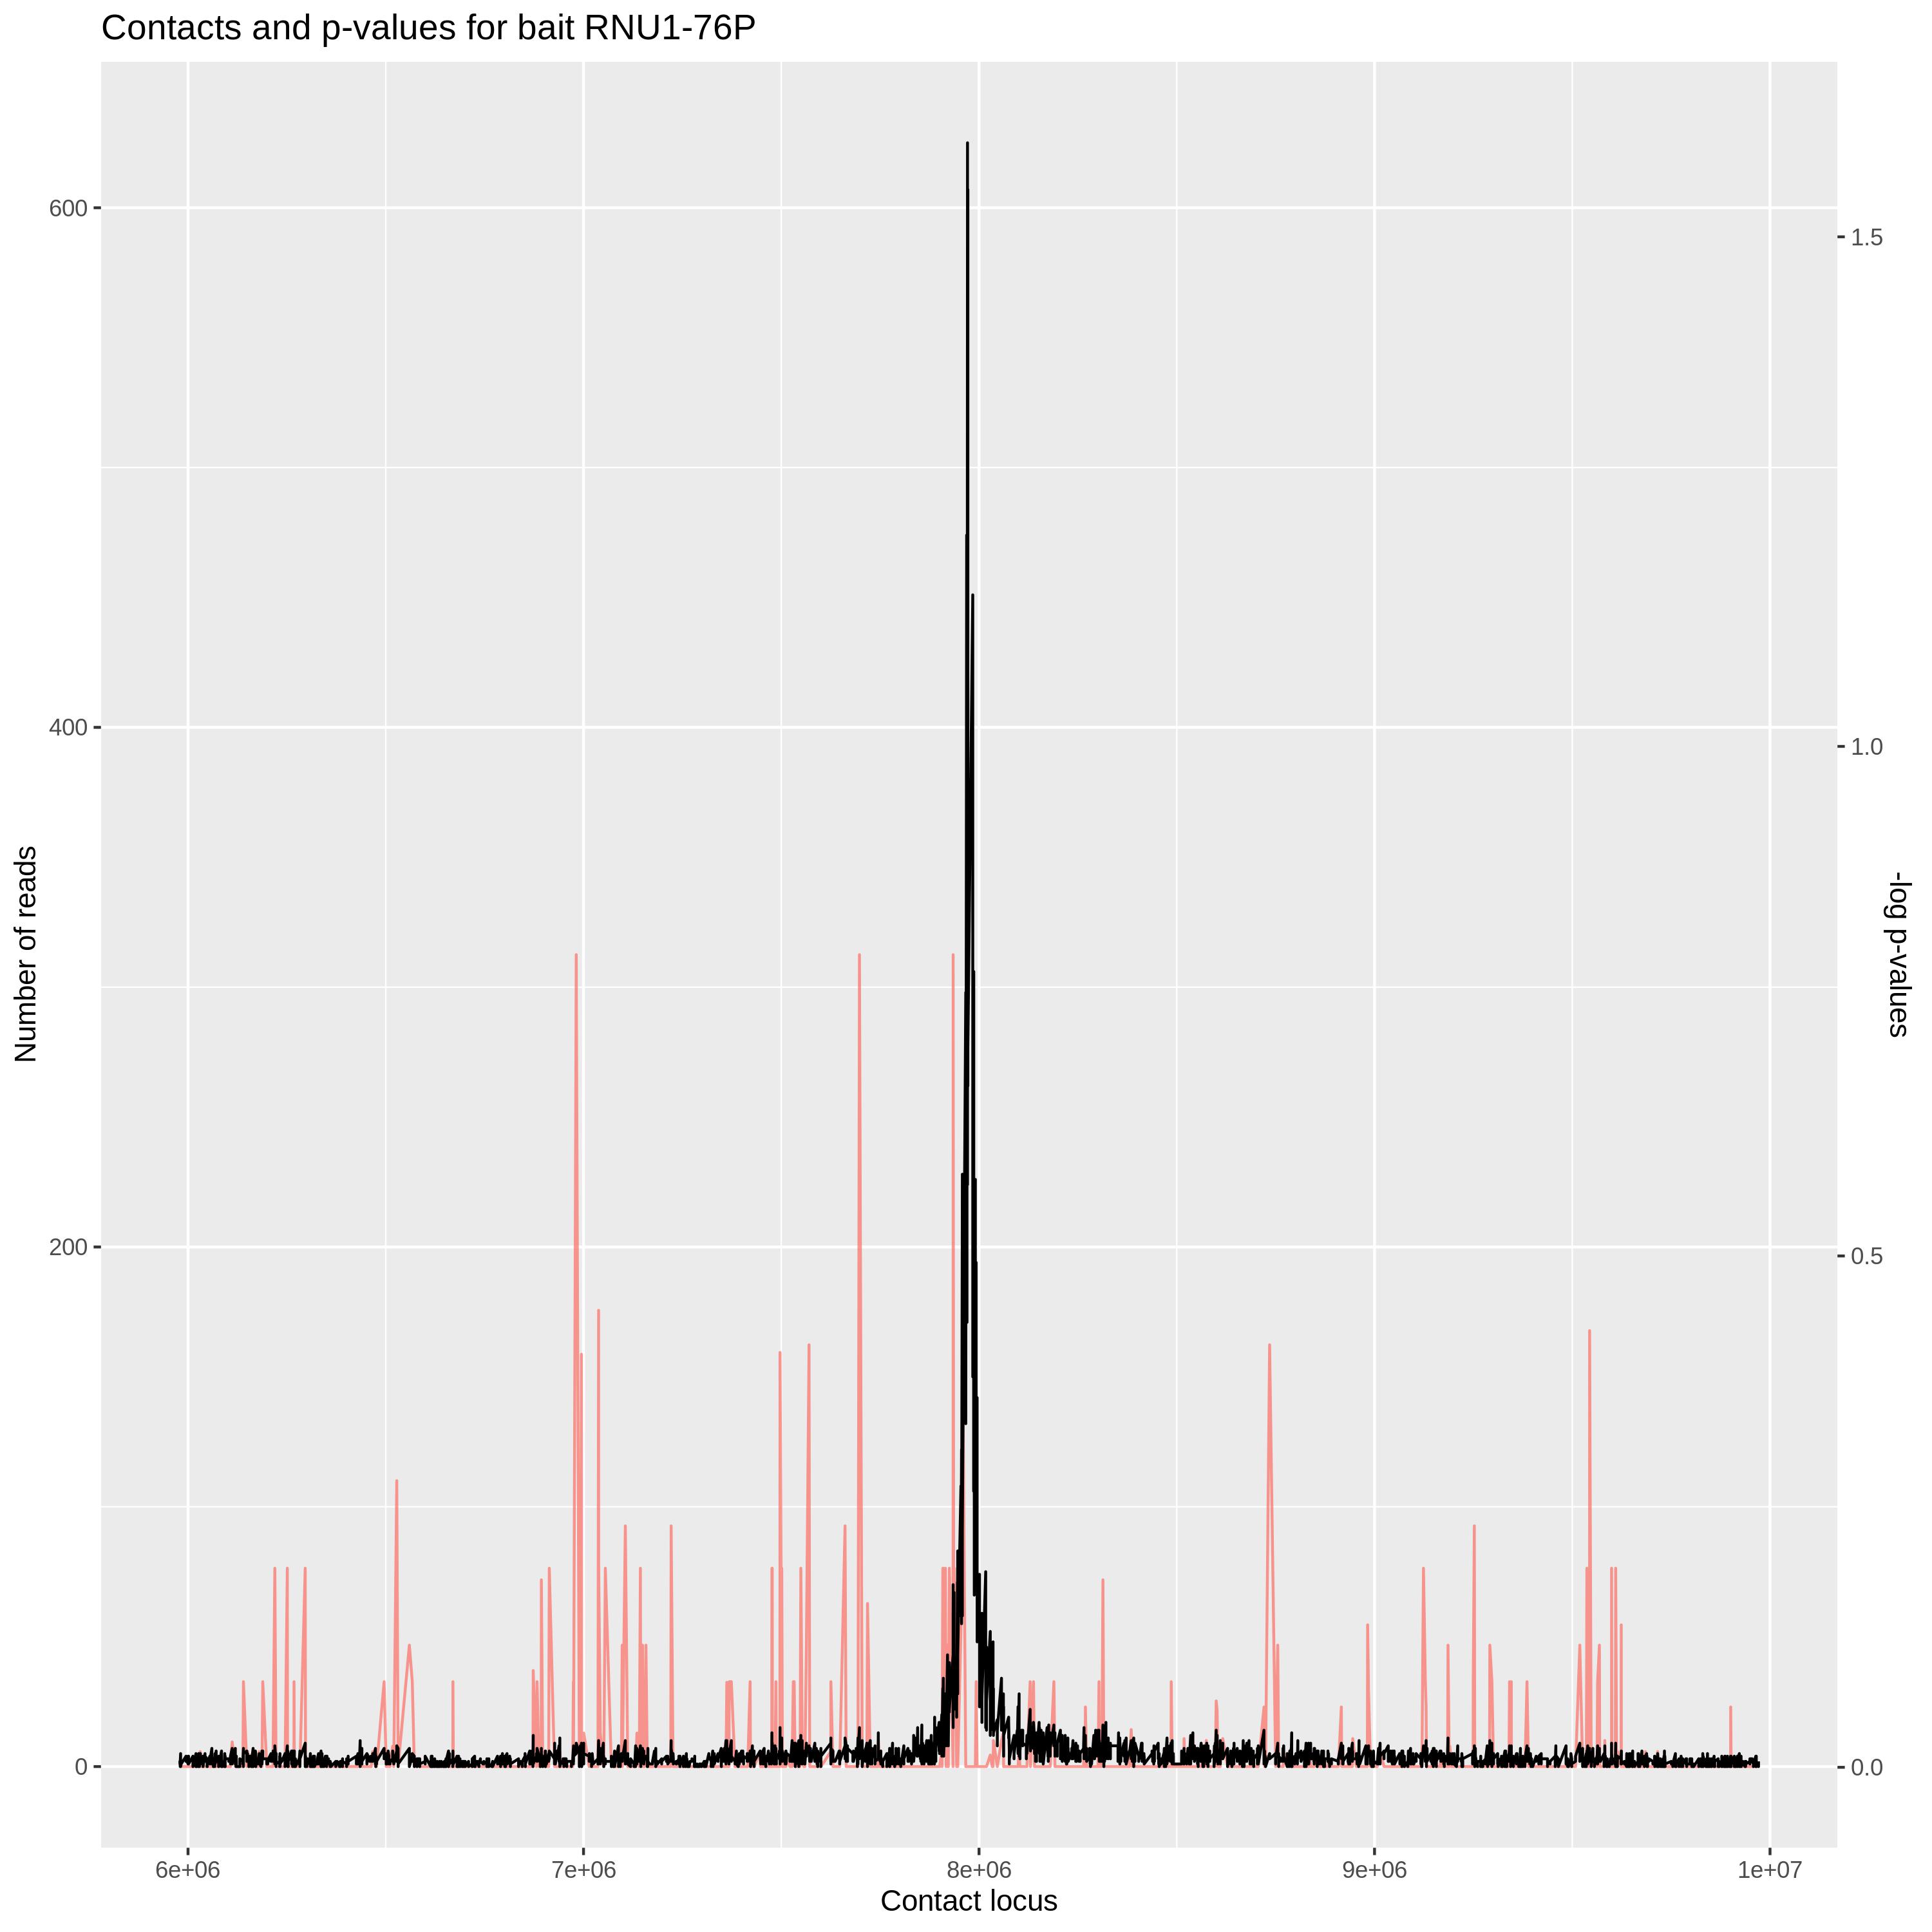 Contacts and p-values for bait RNU1-76P
600
400
200
0
Number of reads
1.5
1.0
0.5
0.0
-log p-values
6e+06
7e+06
8e+06
9e+06
1e+07
Contact locus